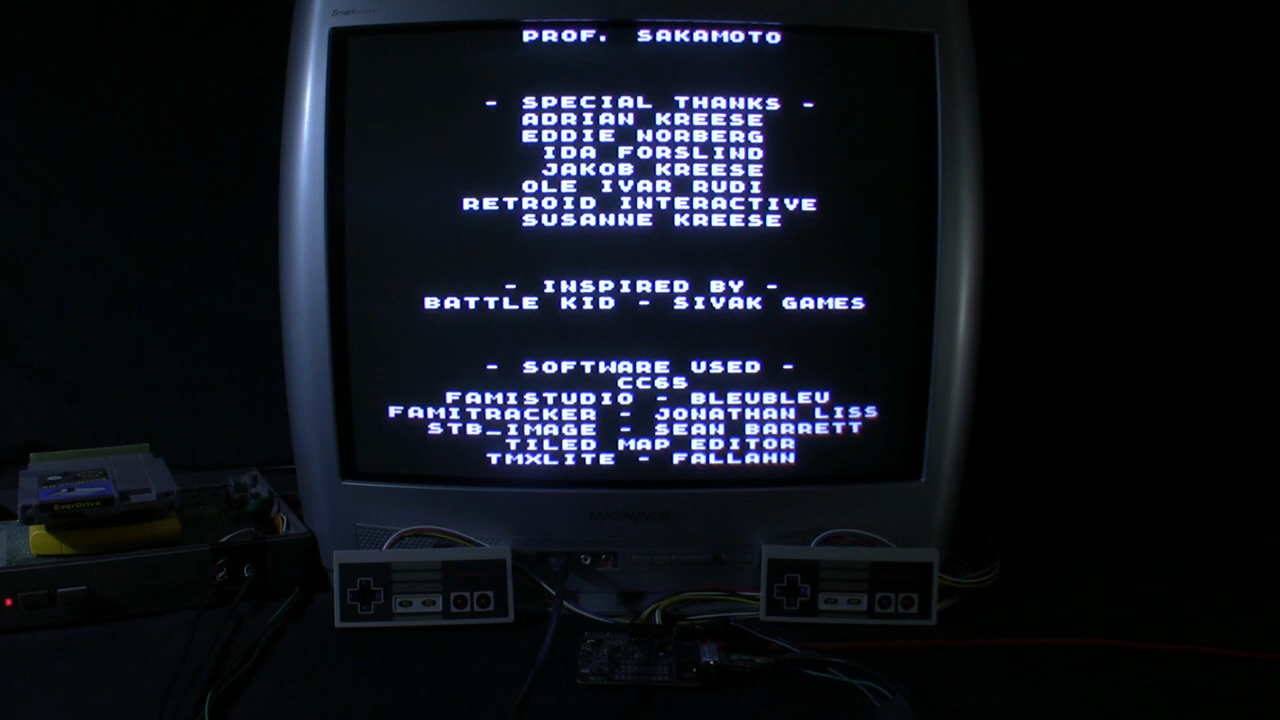 PROF. SAKAMOTO
- SPECIAL THANKS -
ADRIAN KREESE
EDDIE NORBERG
IDA FORSLIND
JAKOB KREESE
OLE IVAR RUDI
RETROID INTERACTIVE
SUSANNE KREESE
- INSPIRED BY -
BATTLE KID - SIVAK GAMES
- SOFTWARE USED -
CC65
FAMISTUDIO - BLEUBLEU
FAMITRACKER - JONATHAN LISS
STB_IMAGE - SEAN BARRETT
TILED MAP EDITOR
TMXLITE - FALLAHN
MAGNAVOX
EverDrive